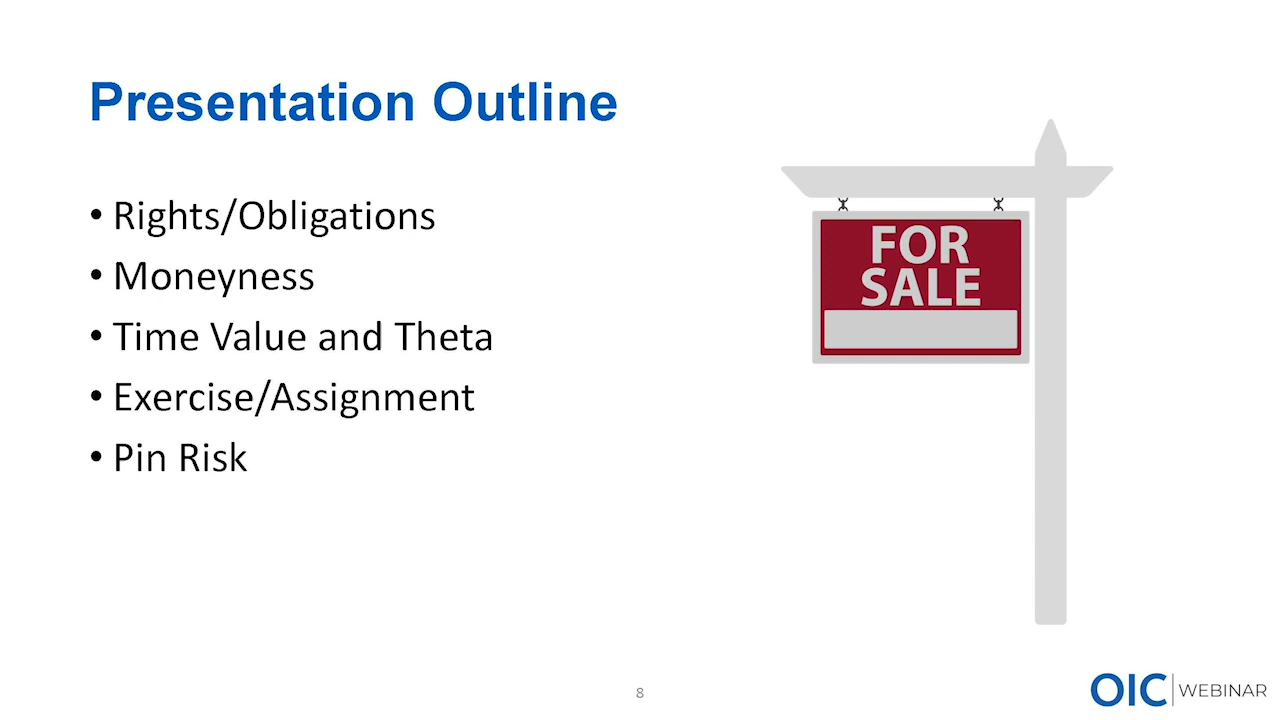 Presentation Outline
• Rights/Obligations
• Moneyness
• Time Value and Theta
• Exercise/Assignment
• Pin Risk
FOR
SALE
8
OIC WEBINAR